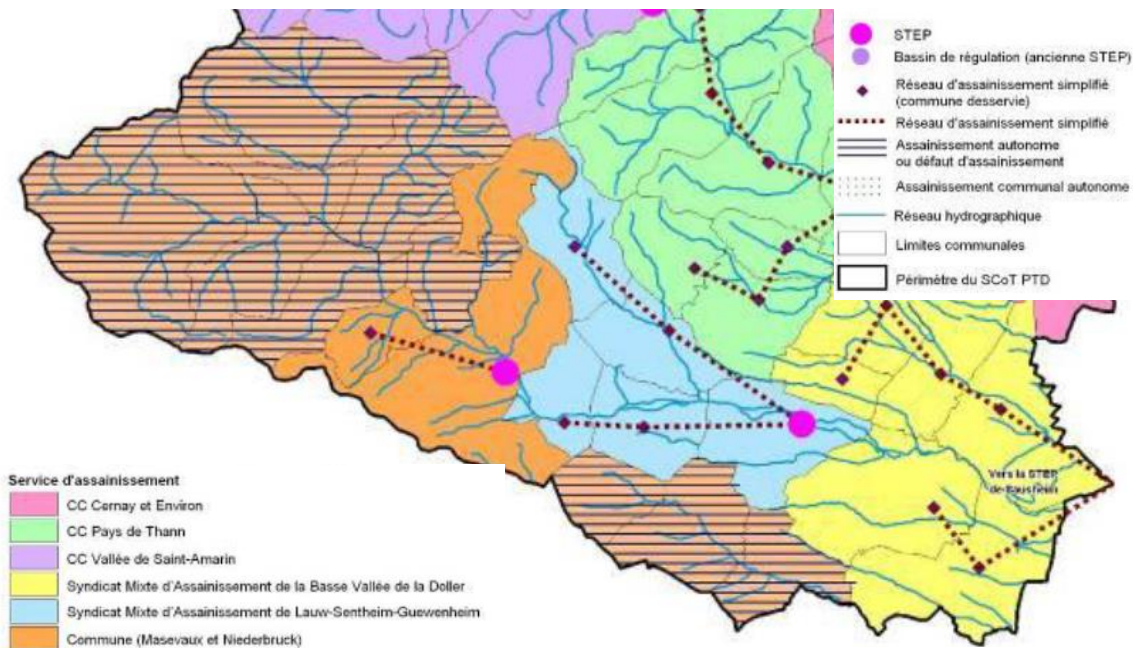 STEP
Bassin de régulation (ancienne STEP)
Réseau d'assainissement simplifié
(commune desservie)
Réseau d'assainissement simplifié
Assainissement autonome
ou défaut d'assainissement
Assainissement communal autonome
Réseau hydrographique
Limites communales
Périmètre du SCoT PTD
Vers la STEP
de Sausheim
Service d'assainissement
CC Cernay et Environ
CC Pays de Thann
CC Vallée de Saint-Amarin
Syndicat Mixte d'Assainissement de la Basse Vallée de la Doller
Syndicat Mixte d'Assainissement de Lauw-Sentheim-Guewenheim
Commune (Masevaux et Niederbruck)